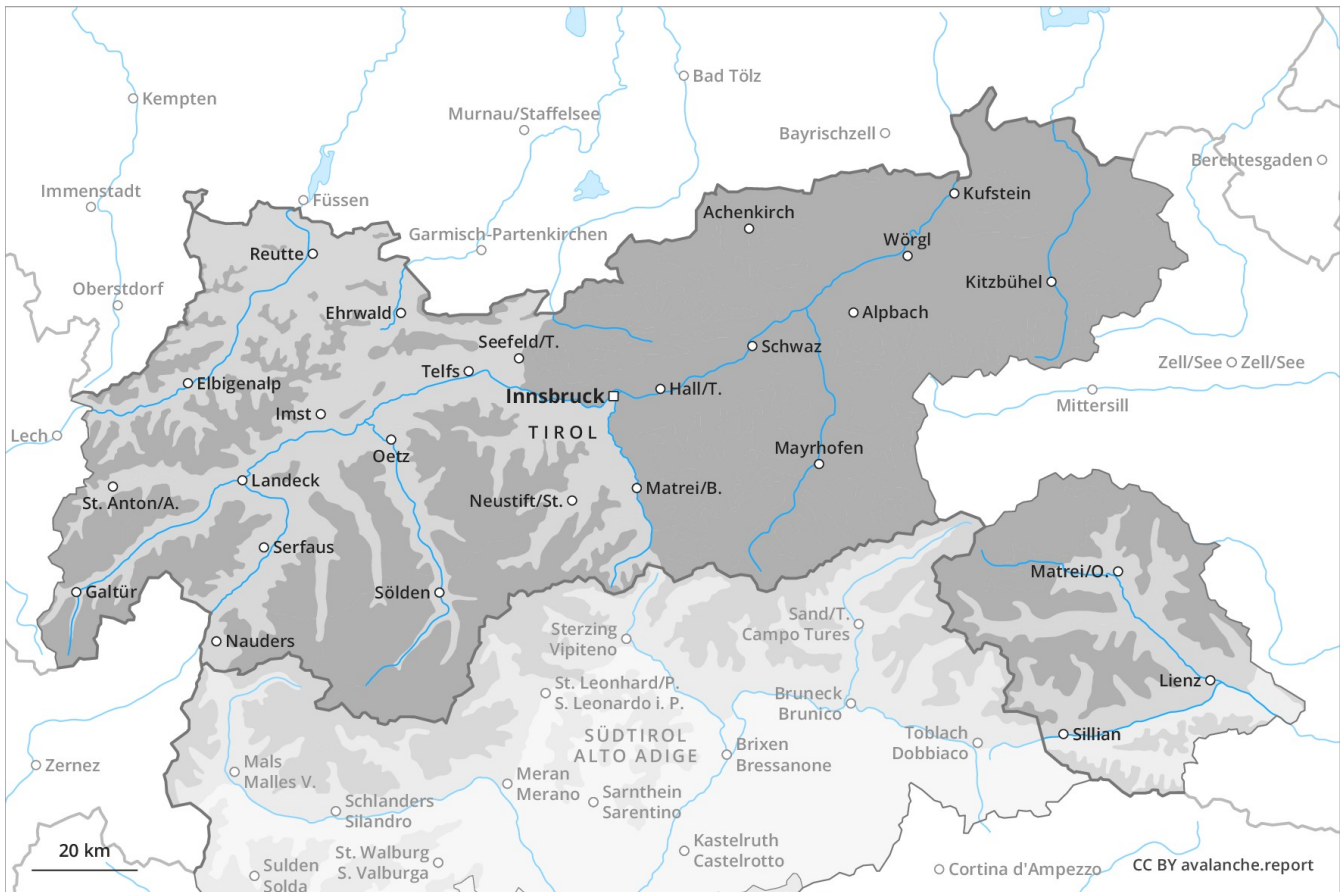 Kempten
Bad Tölz
Murnau/Staffelsee
Bayrischzell
Berchtesgaden
Immenstadt
Füssen
Kufstein
Achenkirch
Garmisch-Partenkirchen
Wörgl
Reutte
Oberstdorf
Kitzbühel
Ehrwald
Alpbach
Seefeld/T.
Schwaz
Telfs
Zell/See
Zell/See
Elbigenalp
Hall/T.
Innsbruck
Mittersill
Imst
TIROL
Lech
Oetz
Mayrhofen
Landeck
Matrei/B.
St. Anton/A.
Neustift/St.
Serfaus
Matrei/O.
Galtür
Sölden
Sand/T.
Campo Tures
Sterzing
Vipiteno
Nauders
Lienz
St. Leonhard/P.
S. Leonardo i. P.
Bruneck
Brunico
Sillian
Toblach
Dobbiaco
SÜDTIROL
ALTO ADIGE
Brixen
Bressanone
Zernez
Mals
Malles V.
Meran
Merano
Sarnthein
Sarentino
Schlanders
Silandro
Kastelruth
Castelrotto
20 km
St. Walburg
S. Valburga
Sulden
Solda
Cortina d'Ampezzo
CC BY avalanche.report